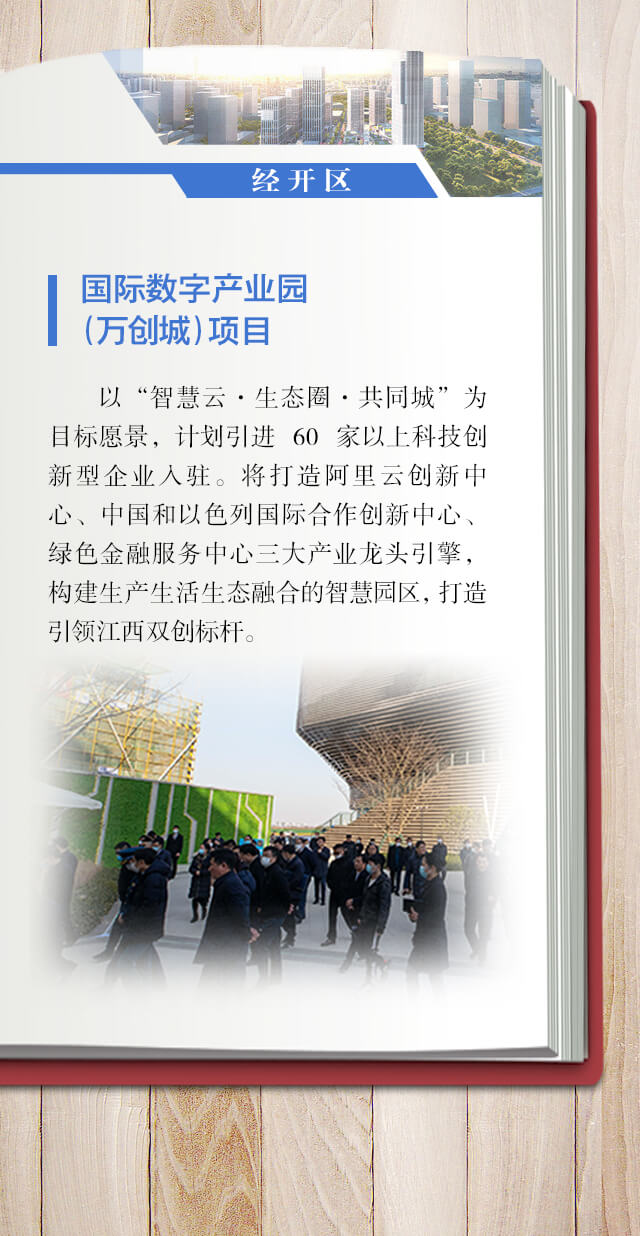 经开区
国际数字产业园
（万创城）项目
以“智慧云·生态圈·共同城”为
目标愿景，计划引进 60 家以上科技创
新型企业入驻。将打造阿里云创新中
心、中国和以色列国际合作创新中心、
绿色金融服务中心三大产业龙头引擎，
构建生产生活生态融合的智慧园区，打造
引领江西双创标杆。